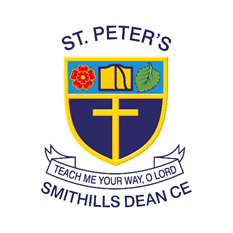 ST. PETER'S
TEACH ME YOUR WAY, O LORD
SMITHILLS DEAN CE